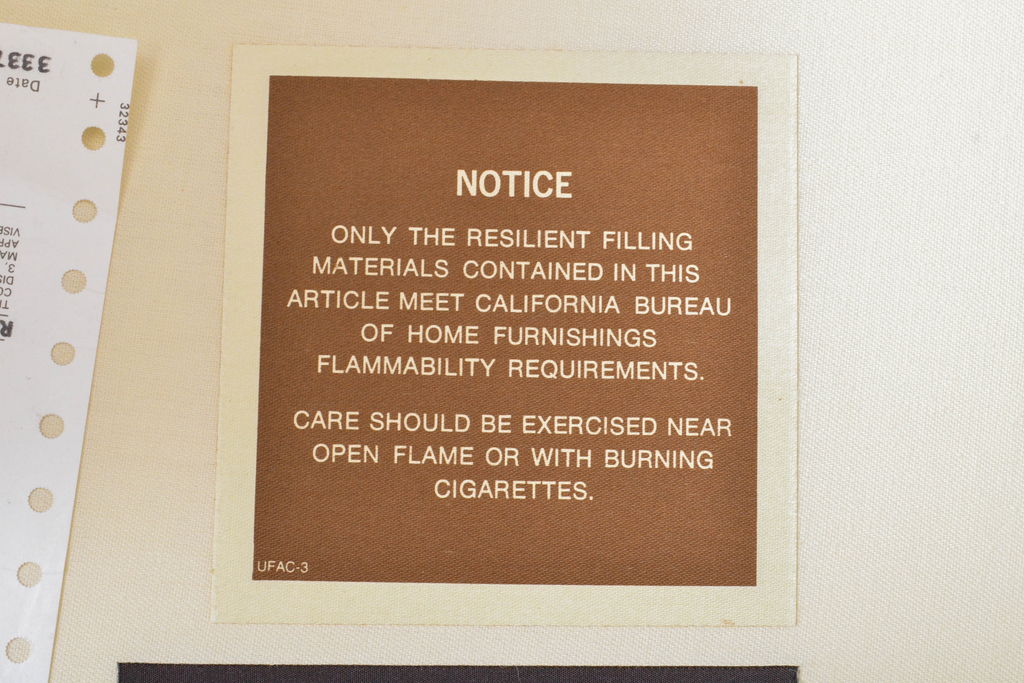 NOTICE
ONLY THE RESILIENT FILLING
MATERIALS CONTAINED IN THIS
ARTICLE MEET CALIFORNIA BUREAU
OF HOME FURNISHINGS
FLAMMABILITY REQUIREMENTS.
CARE SHOULD BE EXERCISED NEAR
OPEN FLAME OR WITH BURNING
CIGARETTES.
UFAC-3
Date
32343